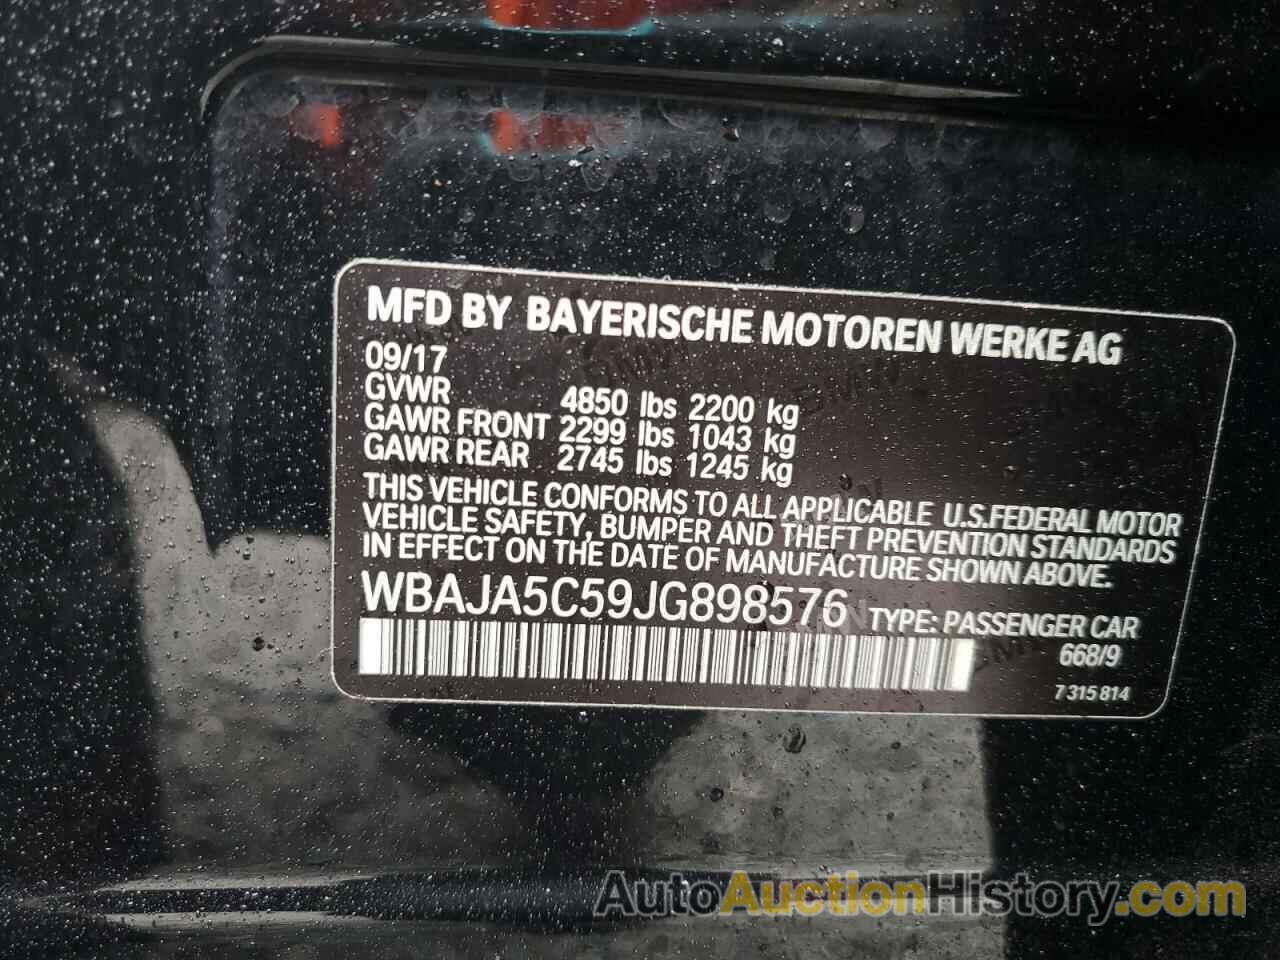 MFD BY BAYERISCHE MOTOREN WERKE AG
09/17
GVWR 4850 lbs 2200 kg
GAWR FRONT 2299 lbs 1043 kg
GAWR REAR 2745 lbs 1245 kg
THIS VEHICLE CONFORMS TO ALL APPLICABLE U.S.FEDERAL MOTOR
VEHICLE SAFETY, BUMPER AND THEFT PREVENTION STANDARDS
IN EFFECT ON THE DATE OF MANUFACTURE SHOWN ABOVE.
WBAJA5C59JG898576 TYPE: PASSENGER CAR
668/9
7 315 814
AutoAuctionHistory.com